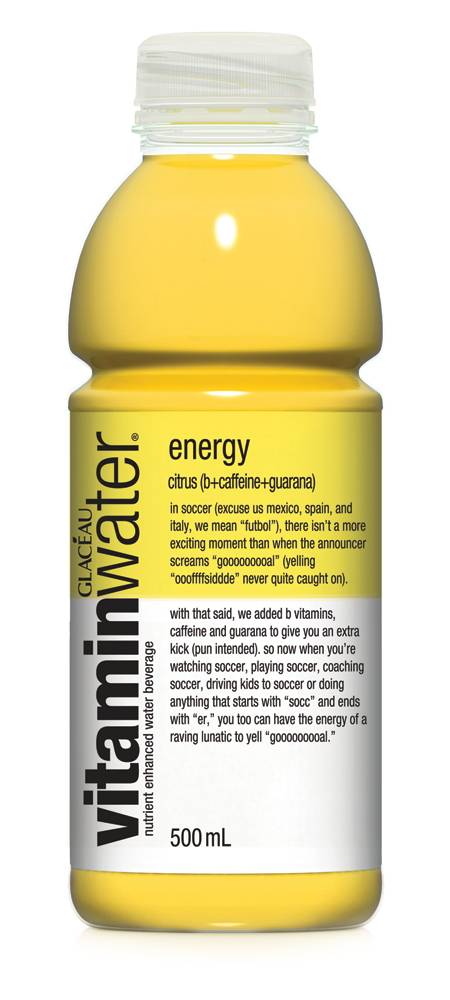 GLACÉAU
vitaminwater®
nutrient enhanced water beverage
energy
citrus (b+caffeine+guarana)
in soccer (excuse us mexico, spain, and
italy, we mean “futbol”), there isn’t a more
exciting moment than when the announcer
screams “gooooooooal” (yelling
“oooffffsiddde” never quite caught on).
with that said, we added b vitamins,
caffeine and guarana to give you an extra
kick (pun intended). so now when you’re
watching soccer, playing soccer, coaching
soccer, driving kids to soccer or doing
anything that starts with “socc” and ends
with “er,” you too can have the energy of a
raving lunatic to yell “gooooooooal.”
500 mL